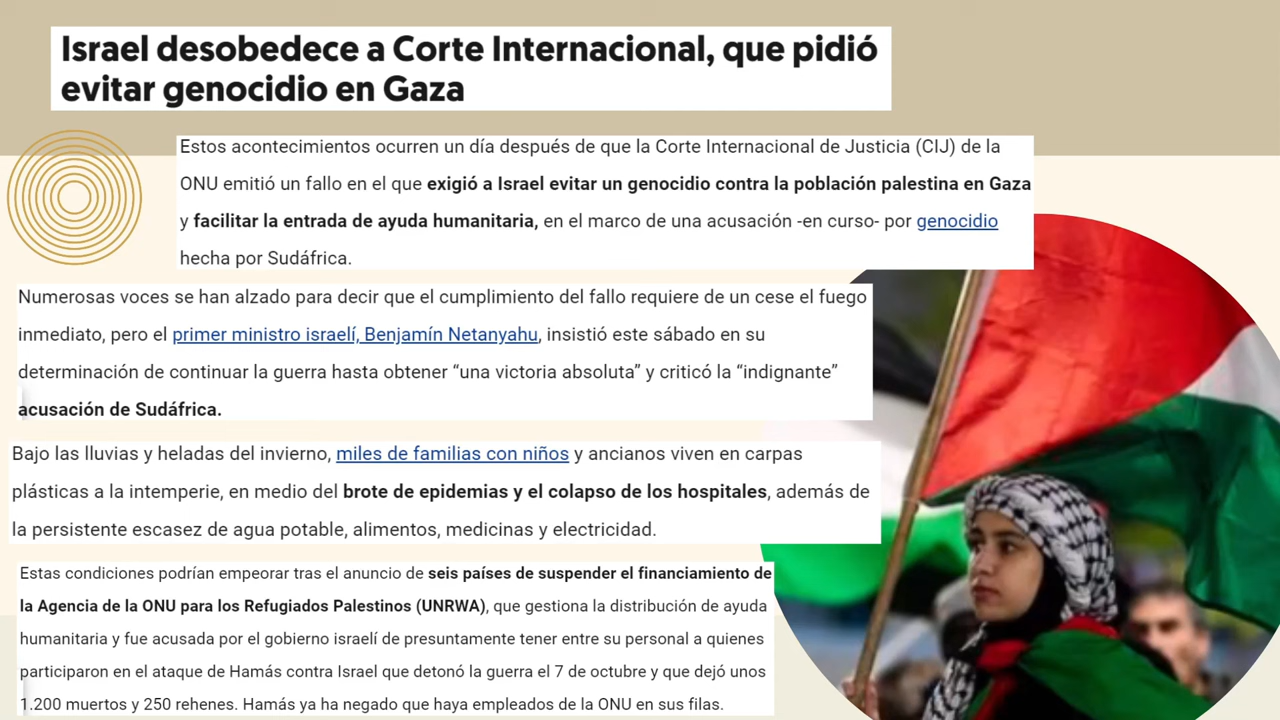 Israel desobedece a Corte Internacional, que pidió
evitar genocidio en Gaza
Estos acontecimientos ocurren un día después de que la Corte Internacional de Justicia (CIJ) de la
ONU emitió un fallo en el que exigió a Israel evitar un genocidio contra la población palestina en Gaza
y facilitar la entrada de ayuda humanitaria, en el marco de una acusación -en curso- por genocidio
hecha por Sudáfrica.
Numerosas voces se han alzado para decir que el cumplimiento del fallo requiere de un cese el fuego
inmediato, pero el primer ministro israelí, Benjamín Netanyahu, insistió este sábado en su
determinación de continuar la guerra hasta obtener “una victoria absoluta” y criticó la “indignante”
acusación de Sudáfrica.
Bajo las lluvias y heladas del invierno, miles de familias con niños y ancianos viven en carpas
plásticas a la intemperie, en medio del brote de epidemias y el colapso de los hospitales, además de
la persistente escasez de agua potable, alimentos, medicinas y electricidad.
Estas condiciones podrían empeorar tras el anuncio de seis países de suspender el financiamiento de
la Agencia de la ONU para los Refugiados Palestinos (UNRWA), que gestiona la distribución de ayuda
humanitaria y fue acusada por el gobierno israelí de presuntamente tener entre su personal a quienes
participaron en el ataque de Hamás contra Israel que detonó la guerra el 7 de octubre y que dejó unos
1.200 muertos y 250 rehenes. Hamás ya ha negado que haya empleados de la ONU en sus filas.